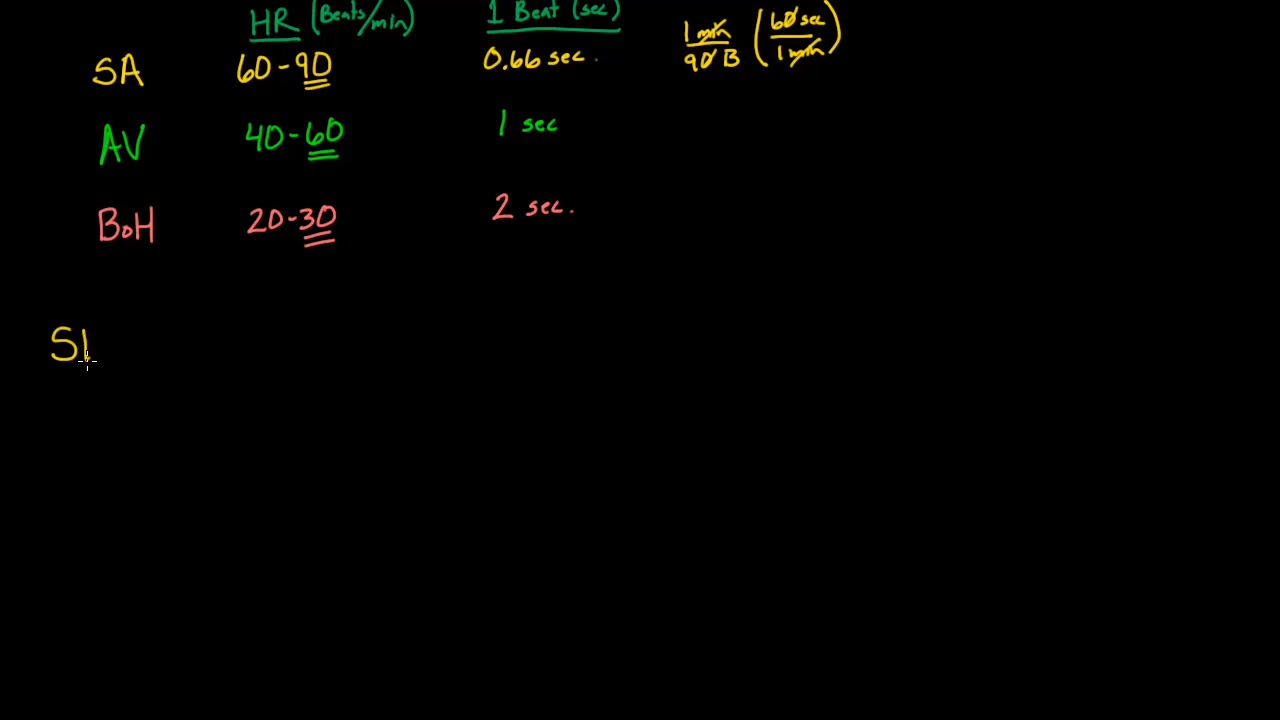 HR (Beats/min) 1 Beat (sec)
SA 60-90 0.66 sec. 1 min/90 B (60 sec/1 min)
AV 40-60 1 sec
BoH 20-30 2 sec.
S